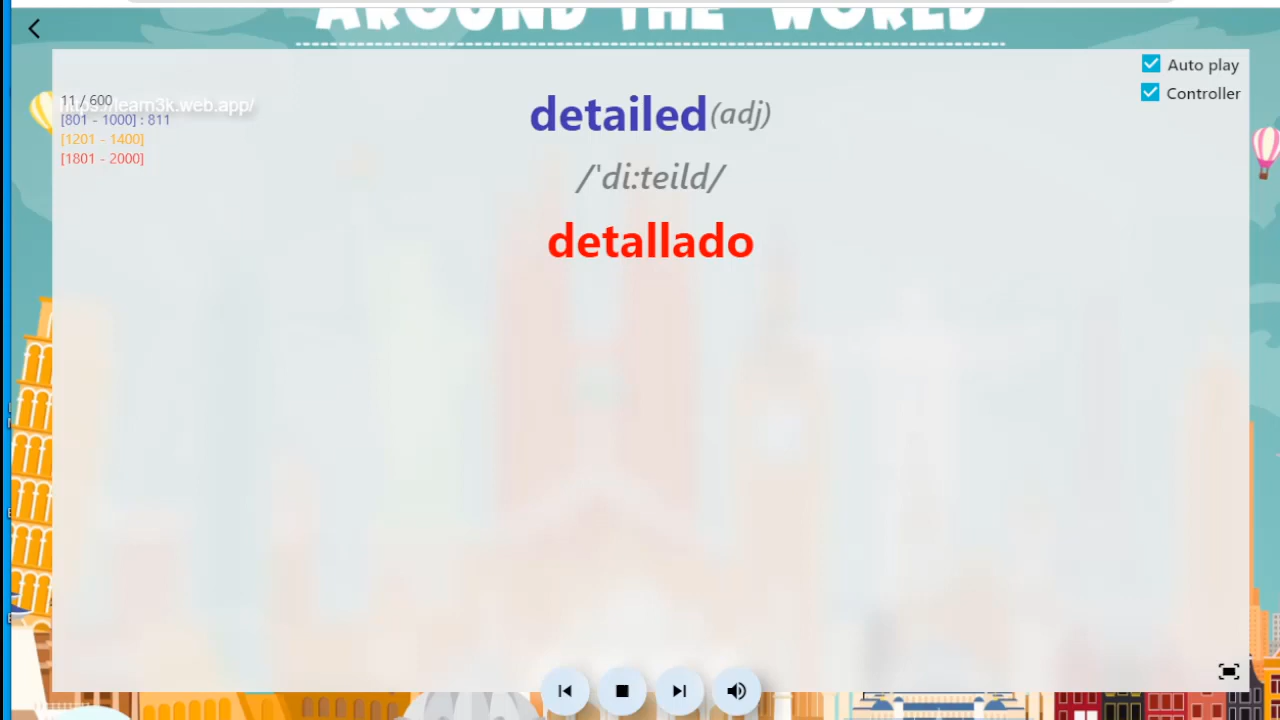 AROUND THE WORLD
Auto play
Controller
11 / 600
https://learn3k.web.app/
[801 - 1000] : 811
[1201 - 1400]
[1801 - 2000]
detailed(adj)
/'di:teild/
detallado